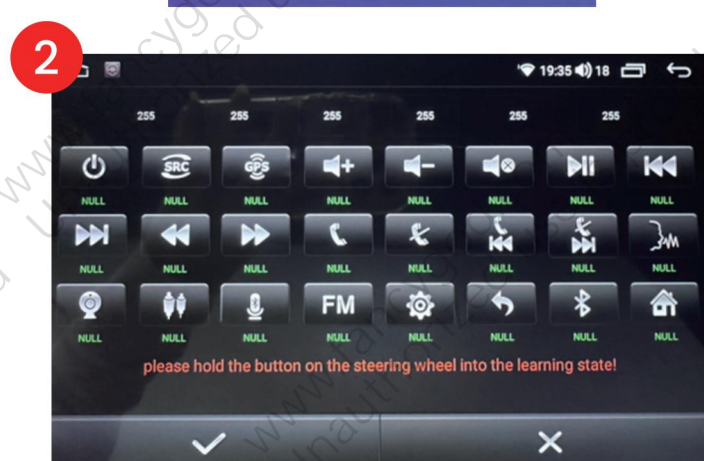 2
19:35 18
255 255 255 255 255 255
SRC GPS
NULL NULL NULL NULL NULL NULL NULL NULL
NULL NULL NULL NULL NULL NULL NULL NULL
FM
NULL NULL NULL NULL NULL NULL NULL NULL
please hold the button on the steering wheel into the learning state!